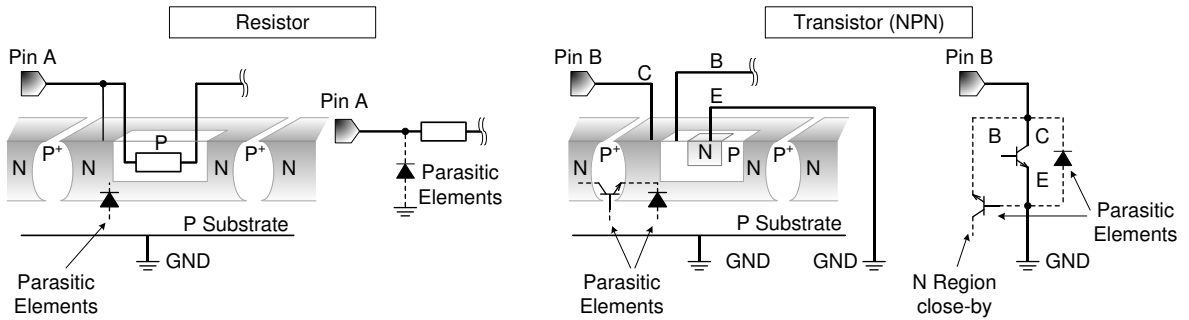 Resistor
Transistor (NPN)
Pin A
Pin B
Pin B
C
B
E
Pin A
N
P+
N
P
P+
N
N
N
P+
N
N
P
P+
N
N
B
C
E
Parasitic
Elements
P Substrate
GND
Parasitic
Elements
P Substrate
GND
GND
Parasitic
Elements
Parasitic
Elements
GND
N Region
close-by